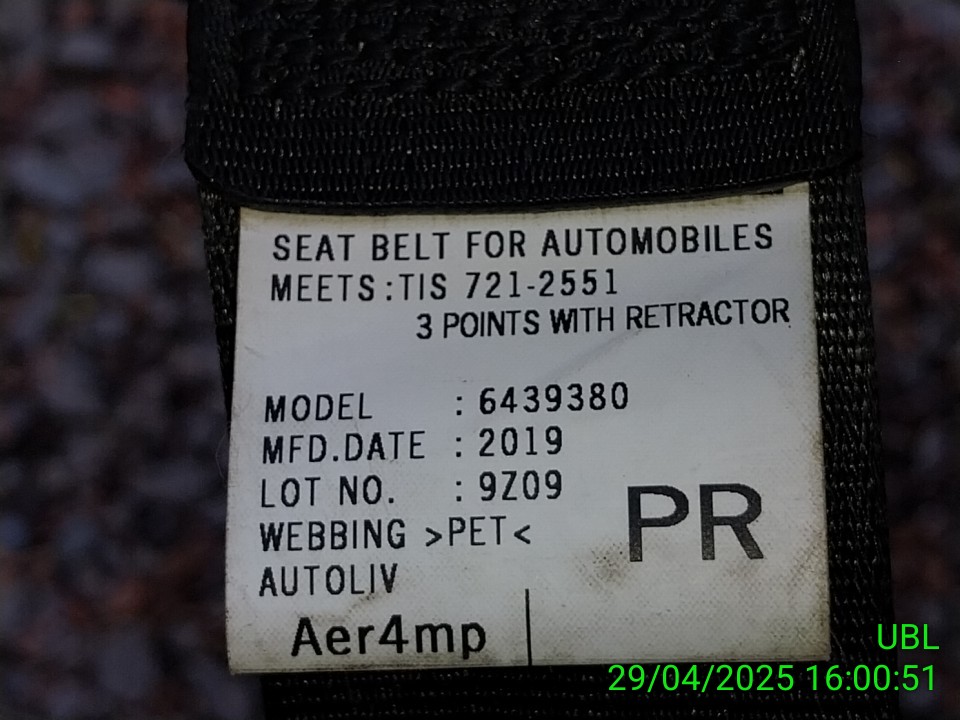 SEAT BELT FOR AUTOMOBILES
MEETS:TIS 721-2551
3 POINTS WITH RETRACTOR
MODEL : 6439380
MFD.DATE : 2019
LOT NO. : 9Z09
WEBBING >PET<
PR
AUTOLIV
Aer4mp
UBL
29/04/2025 16:00:51